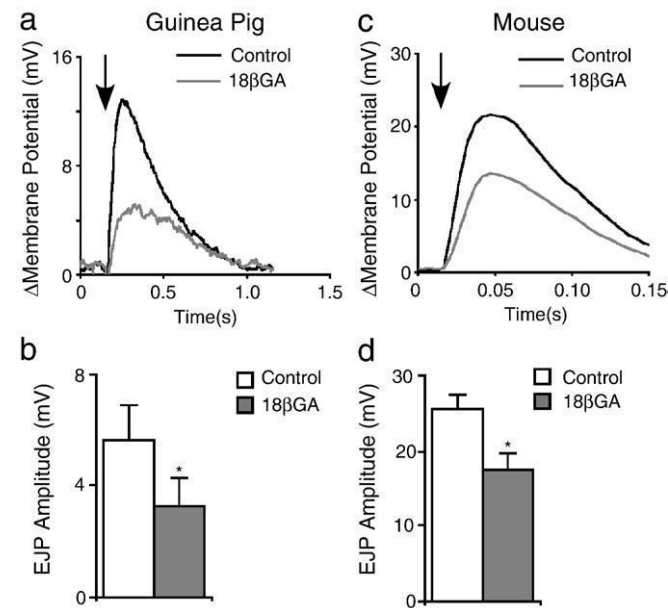 a
Guinea Pig
ΔMembrane Potential (mV)
16
12
8
4
0
Control
18βGA
0
0.5
1.0
1.5
Time(s)
c
Mouse
ΔMembrane Potential (mV)
30
20
10
0
Control
18βGA
0
0.05
0.10
0.15
Time(s)
b
EJP Amplitude (mV)
8
4
0
Control
18βGA
*
d
EJP Amplitude (mV)
30
20
10
0
Control
18βGA
*